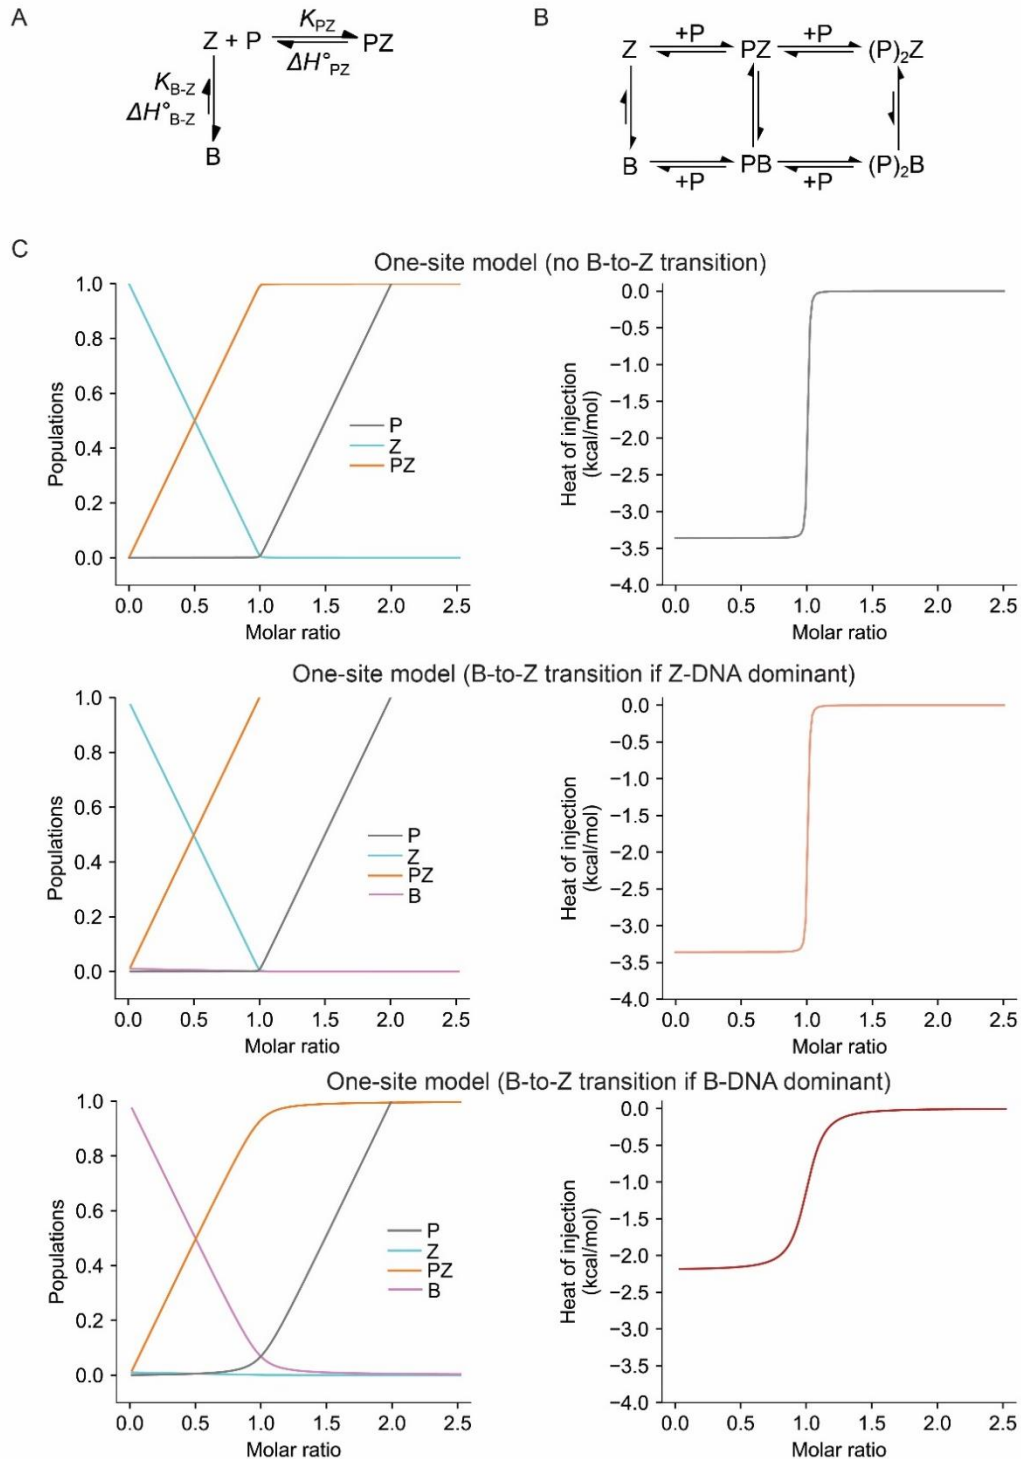 A
Z + P
K_PZ
ΔH°_PZ
PZ
K_B-Z
ΔH°_B-Z
B
B
Z
+P
PZ
+P
(P)₂Z
B
+P
PB
+P
(P)₂B
C
One-site model (no B-to-Z transition)
Populations
1.0
0.8
0.6
0.4
0.2
0.0
P
Z
PZ
0.0 0.5 1.0 1.5 2.0 2.5
Molar ratio
Heat of injection
(kcal/mol)
0.0
−0.5
−1.0
−1.5
−2.0
−2.5
−3.0
−3.5
−4.0
0.0 0.5 1.0 1.5 2.0 2.5
Molar ratio
One-site model (B-to-Z transition if Z-DNA dominant)
Populations
1.0
0.8
0.6
0.4
0.2
0.0
P
Z
PZ
B
0.0 0.5 1.0 1.5 2.0 2.5
Molar ratio
Heat of injection
(kcal/mol)
0.0
−0.5
−1.0
−1.5
−2.0
−2.5
−3.0
−3.5
−4.0
0.0 0.5 1.0 1.5 2.0 2.5
Molar ratio
One-site model (B-to-Z transition if B-DNA dominant)
Populations
1.0
0.8
0.6
0.4
0.2
0.0
P
Z
PZ
B
0.0 0.5 1.0 1.5 2.0 2.5
Molar ratio
Heat of injection
(kcal/mol)
0.0
−0.5
−1.0
−1.5
−2.0
−2.5
−3.0
−3.5
−4.0
0.0 0.5 1.0 1.5 2.0 2.5
Molar ratio